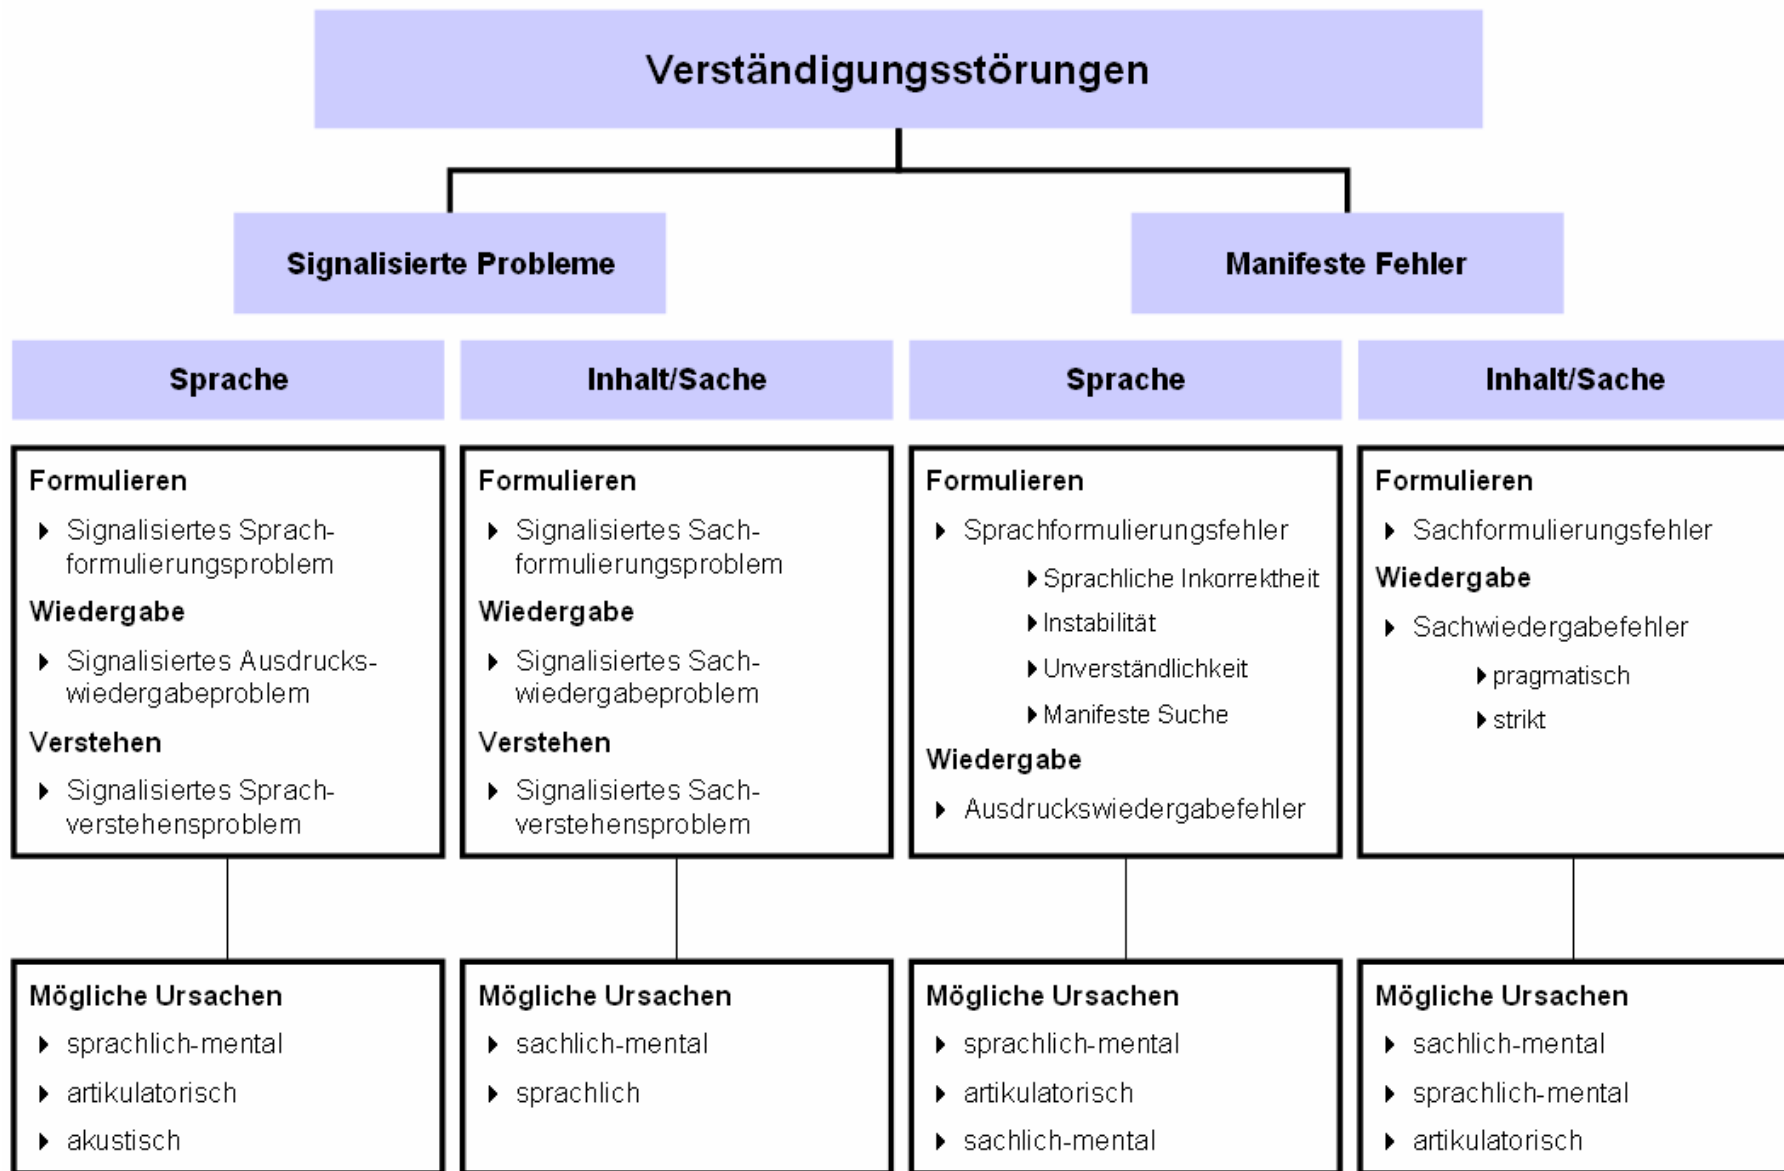 Verständigungsstörungen
Signalisierte Probleme
Manifeste Fehler
Sprache
Inhalt/Sache
Sprache
Inhalt/Sache
Formulieren
Signalisiertes Sprach-
formulierungsproblem
Wiedergabe
Signalisiertes Ausdrucks-
wiedergabeproblem
Verstehen
Signalisiertes Sprach-
verstehensproblem
Formulieren
Signalisiertes Sach-
formulierungsproblem
Wiedergabe
Signalisiertes Sach-
wiedergabeproblem
Verstehen
Signalisiertes Sach-
verstehensproblem
Formulieren
Sprachformulierungsfehler
Sprachliche Inkorrektheit
Instabilität
Unverständlichkeit
Manifeste Suche
Wiedergabe
Ausdruckswiedergabefehler
Formulieren
Sachformulierungsfehler
Wiedergabe
Sachwiedergabefehler
pragmatisch
strikt
Mögliche Ursachen
sprachlich-mental
artikulatorisch
akustisch
Mögliche Ursachen
sachlich-mental
sprachlich
Mögliche Ursachen
sprachlich-mental
artikulatorisch
sachlich-mental
Mögliche Ursachen
sachlich-mental
sprachlich-mental
artikulatorisch